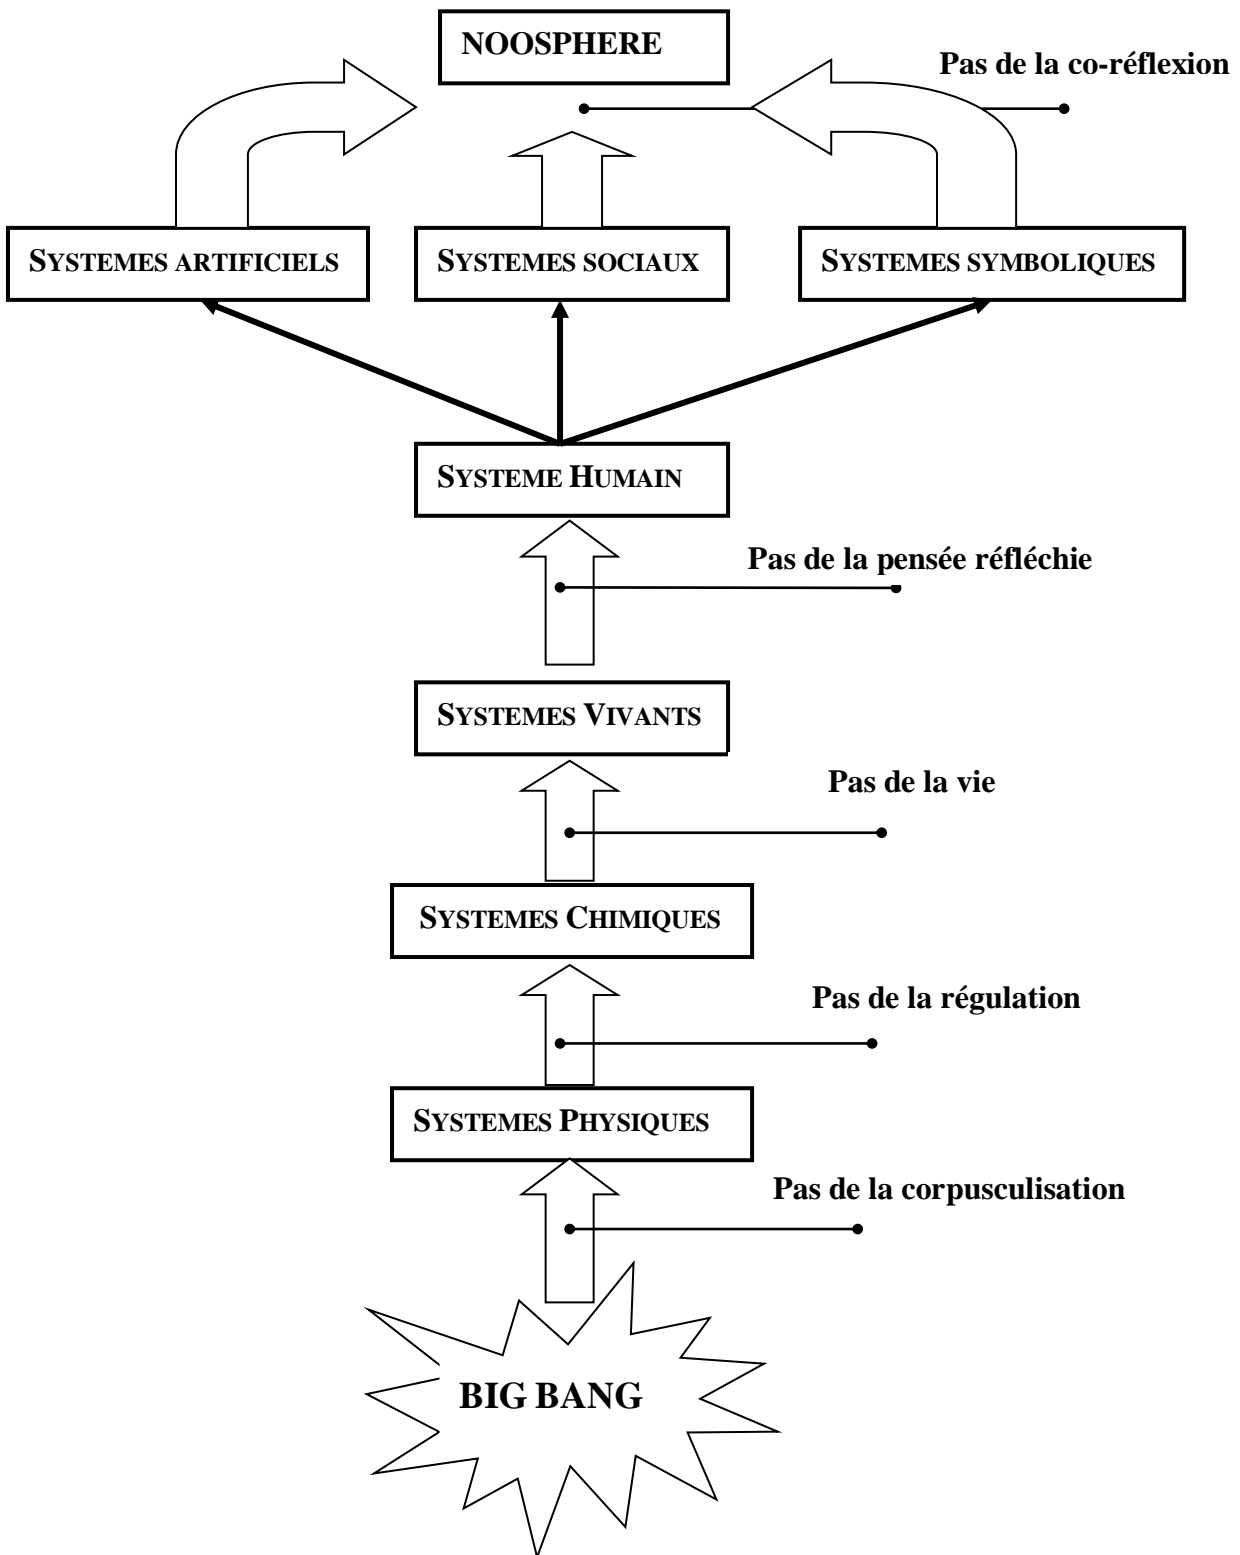 NOOSPHERE
Pas de la co-réflexion
SYSTEMES ARTIFICIELS
SYSTEMES SOCIAUX
SYSTEMES SYMBOLIQUES
SYSTEME HUMAIN
Pas de la pensée réfléchie
SYSTEMES VIVANTS
Pas de la vie
SYSTEMES CHIMIQUES
Pas de la régulation
SYSTEMES PHYSIQUES
Pas de la corpusculisation
BIG BANG